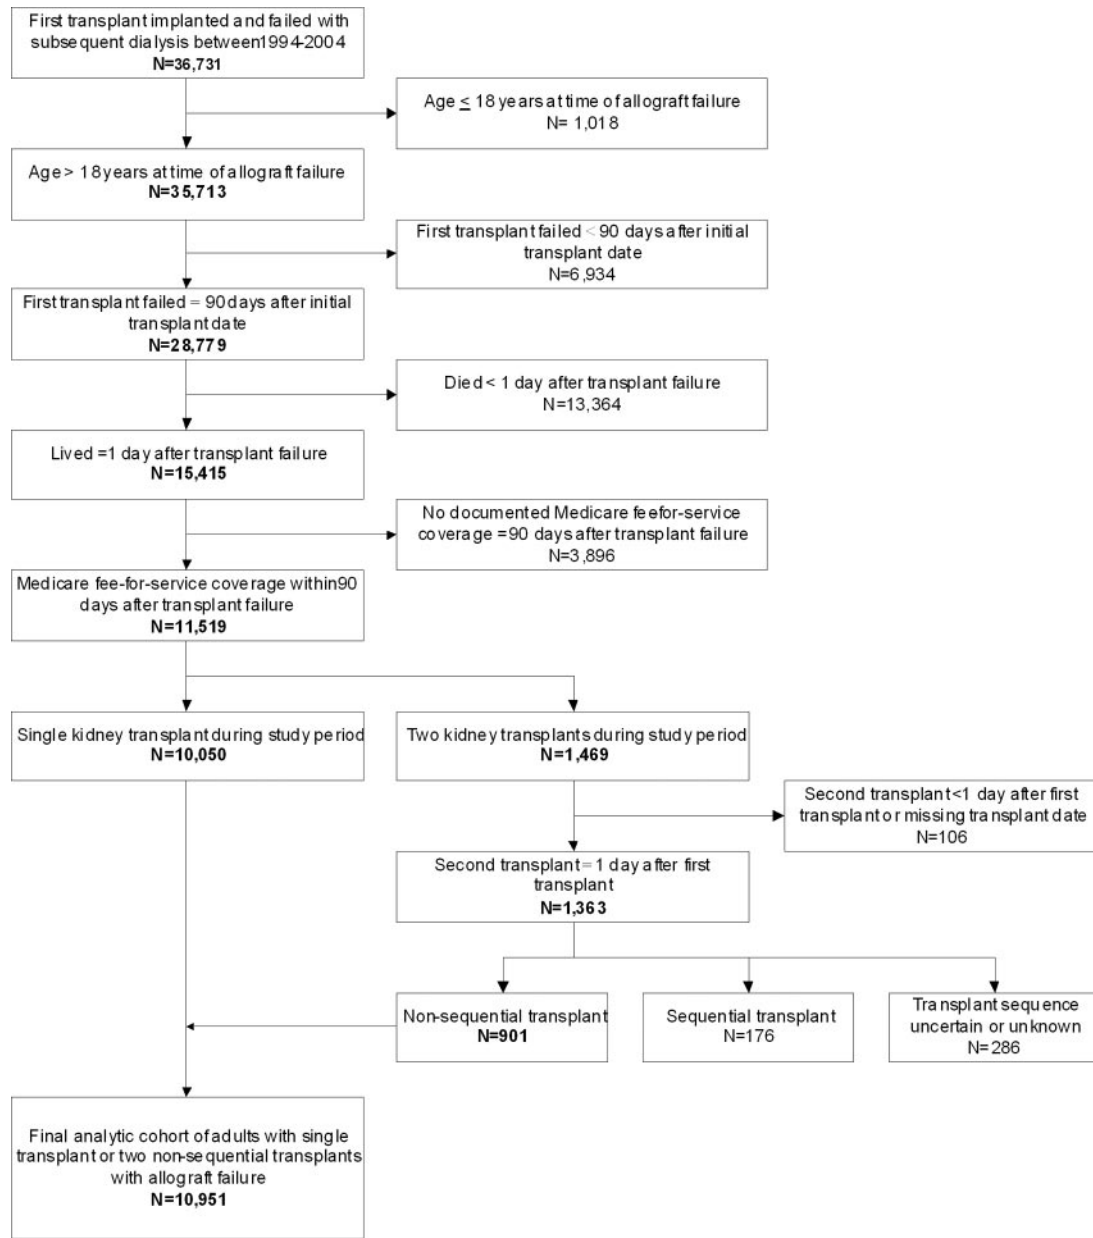 First transplant implanted and failed with
subsequent dialysis between1994-2004
N=36,731
Age ≤ 18 years at time of allograft failure
N= 1,018
Age > 18 years at time of allograft failure
N=35,713
First transplant failed < 90 days after initial
transplant date
N=6,934
First transplant failed = 90 days after initial
transplant date
N=28,779
Died < 1 day after transplant failure
N=13,364
Lived =1 day after transplant failure
N=15,415
No documented Medicare feefor-service
coverage =90 days after transplant failure
N=3,896
Medicare fee-for-service coverage within90
days after transplant failure
N=11,519
Single kidney transplant during study period
N=10,050
Two kidney transplants during study period
N=1,469
Second transplant<1 day after first
transplant or missing transplant date
N=106
Second transplant = 1 day after first
transplant
N=1,363
Non-sequential transplant
N=901
Sequential transplant
N=176
Transplant sequence
uncertain or unknown
N=286
Final analytic cohort of adults with single
transplant or two non-sequential transplants
with allograft failure
N=10,951